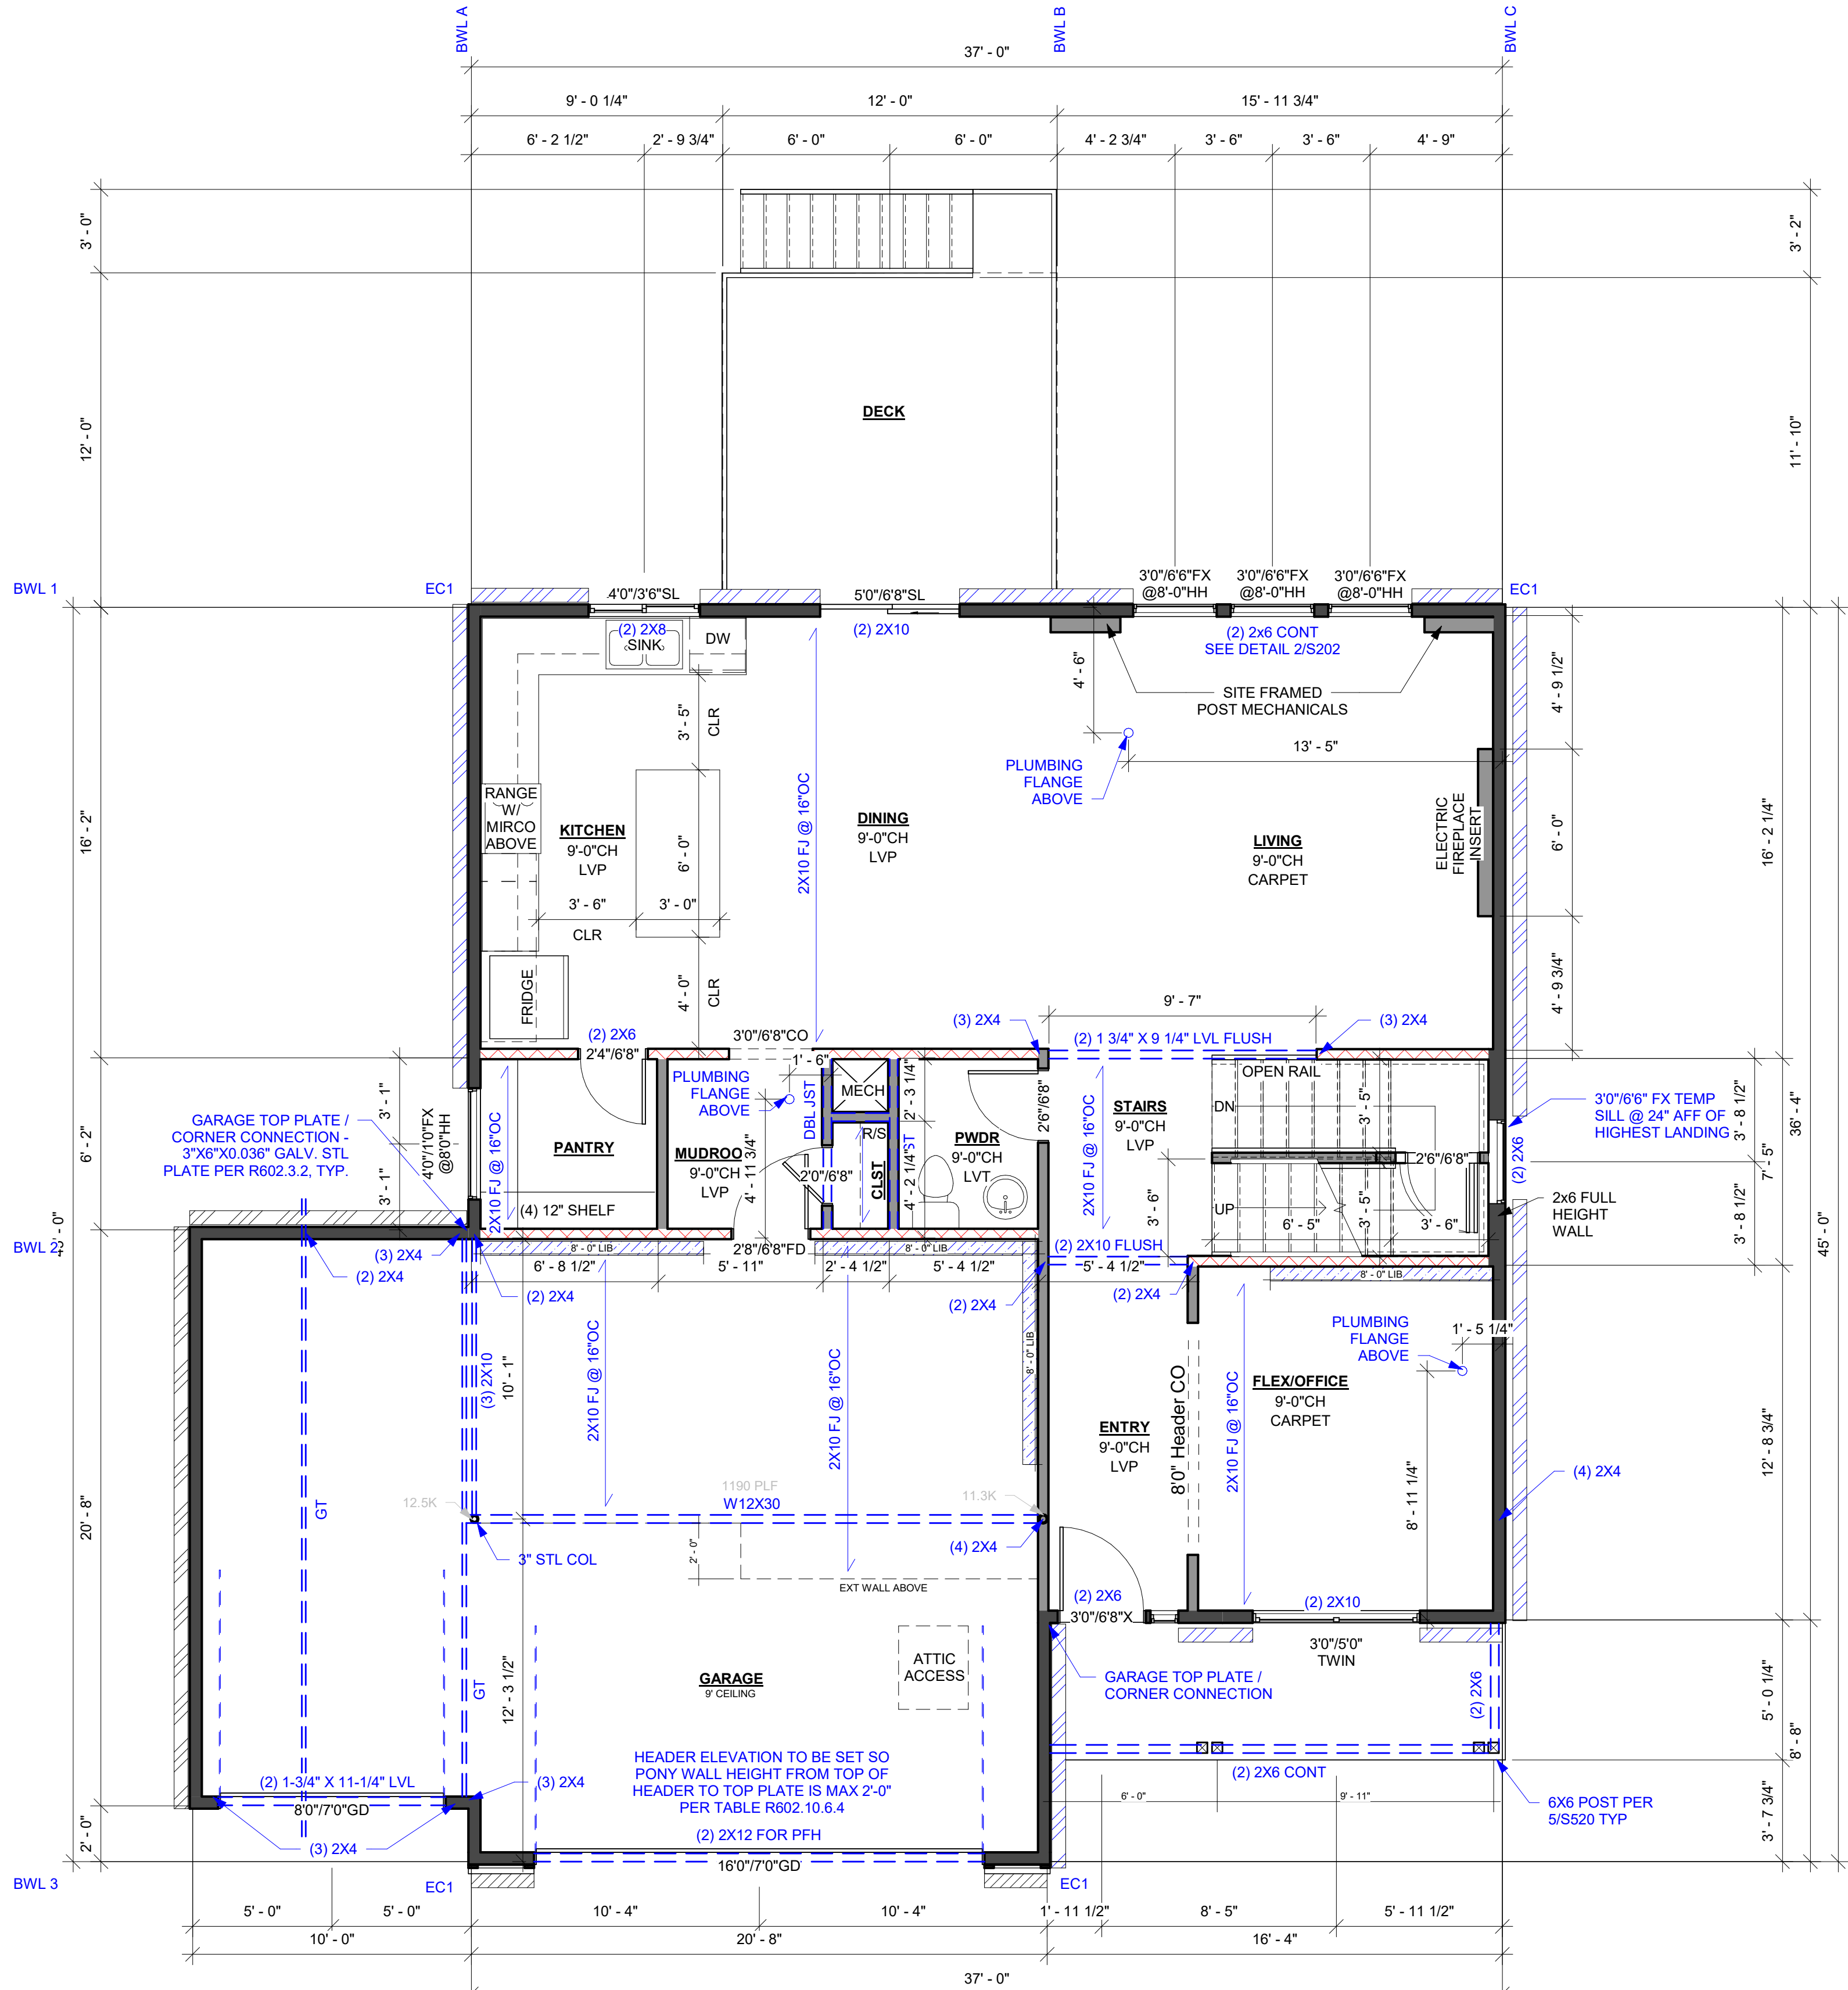 BWL A
BWL B
BWL C
37' - 0"
9' - 0 1/4"
12' - 0"
15' - 11 3/4"
6' - 2 1/2"
2' - 9 3/4"
6' - 0"
6' - 0"
4' - 2 3/4"
3' - 6"
3' - 6"
4' - 9"
3' - 0"
3' - 2"
12' - 0"
11' - 10"
DECK
BWL 1
EC1
4'0"/3'6"SL
5'0"/6'8"SL
3'0"/6'6"FX
@8'-0"HH
3'0"/6'6"FX
@8'-0"HH
3'0"/6'6"FX
@8'-0"HH
EC1
(2) 2X8
SINK
DW
(2) 2X10
(2) 2x6 CONT
SEE DETAIL 2/S202
4' - 6"
SITE FRAMED
POST MECHANICALS
4' - 9 1/2"
3' - 5"
CLR
13' - 5"
PLUMBING
FLANGE
ABOVE
RANGE
W/
MIRCO
ABOVE
KITCHEN
9'-0"CH
LVP
2X10 FJ @ 16"OC
DINING
9'-0"CH
LVP
LIVING
9'-0"CH
CARPET
ELECTRIC
FIREPLACE
INSERT
6' - 0"
6' - 0"
16' - 2"
16' - 2 1/4"
3' - 6"
CLR
3' - 0"
FRIDGE
4' - 0"
CLR
4' - 9 3/4"
9' - 7"
(2) 2X6
2'4"/6'8"
3'0"/6'8"CO
(3) 2X4
(2) 1 3/4" X 9 1/4" LVL FLUSH
(3) 2X4
1' - 6"
PLUMBING
FLANGE
ABOVE
DBL JST
MECH
2' - 3 1/4"
2'6"/6'8"
OPEN RAIL
DN
3' - 5"
3'0"/6'6" FX TEMP
SILL @ 24" AFF OF
HIGHEST LANDING
3' - 8 1/2"
36' - 4"
GARAGE TOP PLATE /
CORNER CONNECTION -
3"X6"X0.036" GALV. STL
PLATE PER R602.3.2, TYP.
3' - 1"
4'0"/1'0"FX
@8'0"HH
2X10 FJ @ 16"OC
6' - 2"
3' - 1"
PANTRY
MUDROO
9'-0"CH
LVP
4' - 11 3/4"
R/S
2'0"/6'8"
CLST
4' - 2 1/4"
ST
PWDR
9'-0"CH
LVT
2X10 FJ @ 16"OC
STAIRS
9'-0"CH
LVP
2'6"/6'8"
(2) 2X6
7' - 5"
2x6 FULL
HEIGHT
WALL
(4) 12" SHELF
3' - 6"
UP
6' - 5"
3' - 5"
3' - 6"
3' - 8 1/2"
45' - 0"
BWL 2
(3) 2X4
(2) 2X4
8' - 0" LIB
2'8"/6'8"FD
8' - 0" LIB
(2) 2X10 FLUSH
6' - 8 1/2"
5' - 11"
2' - 4 1/2"
5' - 4 1/2"
5' - 4 1/2"
8' - 0" LIB
(2) 2X4
(2) 2X4
(2) 2X4
8' - 0" LIB
PLUMBING
FLANGE
ABOVE
1' - 5 1/4"
(3) 2X10
10' - 1"
2X10 FJ @ 16"OC
2X10 FJ @ 16"OC
2X10 FJ @ 16"OC
FLEX/OFFICE
9'-0"CH
CARPET
8'0" Header CO
ENTRY
9'-0"CH
LVP
12' - 8 3/4"
(4) 2X4
8' - 11 1/4"
20' - 8"
GT
12.5K
1190 PLF
W12X30
11.3K
3" STL COL
2' - 0"
(4) 2X4
EXT WALL ABOVE
(2) 2X6
3'0"/6'8"X
(2) 2X10
3'0"/5'0"
TWIN
GT
12' - 3 1/2"
GARAGE
9' CEILING
ATTIC
ACCESS
GARAGE TOP PLATE /
CORNER CONNECTION
(2) 2X6
5' - 0 1/4"
8' - 8"
HEADER ELEVATION TO BE SET SO
PONY WALL HEIGHT FROM TOP OF
HEADER TO TOP PLATE IS MAX 2'-0"
PER TABLE R602.10.6.4
(2) 2X6 CONT
(2) 1-3/4" X 11-1/4" LVL
8'0"/7'0"GD
(3) 2X4
6' - 0"
9' - 11"
6X6 POST PER
5/S520 TYP
3' - 7 3/4"
2' - 0"
(3) 2X4
(2) 2X12 FOR PFH
16'0"/7'0"GD
BWL 3
EC1
EC1
5' - 0"
5' - 0"
10' - 4"
10' - 4"
1' - 11 1/2"
8' - 5"
5' - 11 1/2"
10' - 0"
20' - 8"
16' - 4"
37' - 0"